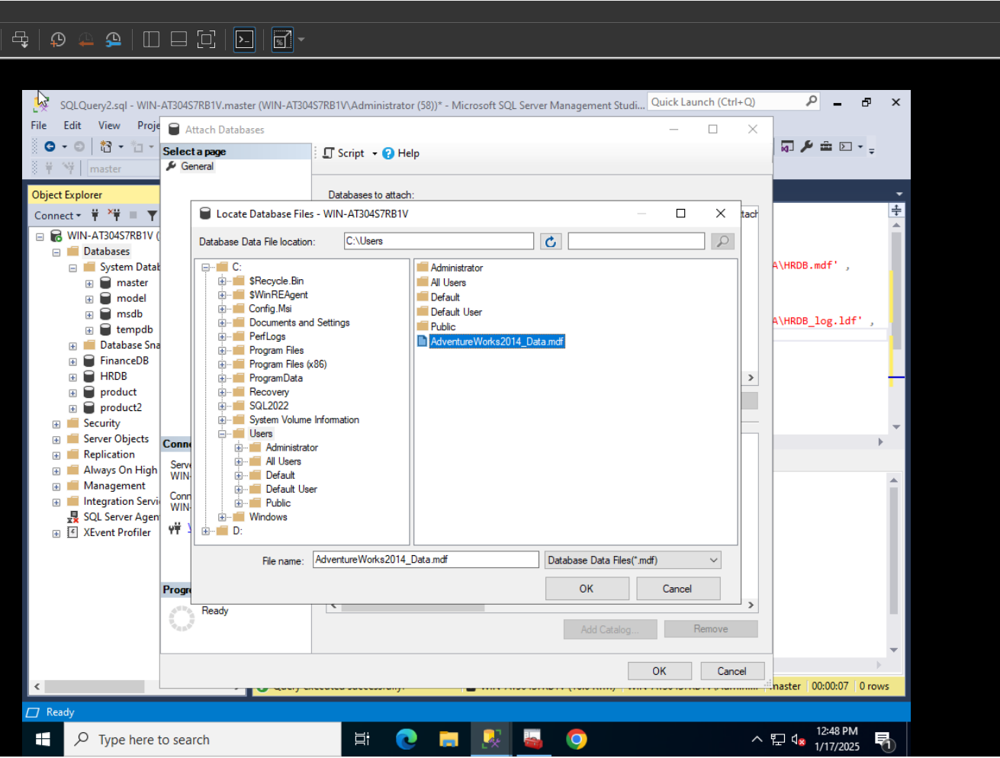 SQLQuery2.sql - WIN-AT304S7RB1V.master (WIN-AT304S7RB1V\Administrator (58))* - Microsoft SQL Server Management Studi...
Quick Launch (Ctrl+Q)
File Edit View Proje
master
Attach Databases
Select a page
General
Script
Help
Databases to attach:
tach
Object Explorer
Connect
WIN-AT304S7RB1V (
Databases
System Datab
master
model
msdb
tempdb
Database Sna
FinanceDB
HRDB
product
product2
Security
Server Objects
Replication
Always On High
Management
Integration Servi
SQL Server Agen
XEvent Profiler
Conne
Serve
WIN-
Conn
WIN-
Progre
Ready
Locate Database Files - WIN-AT304S7RB1V
Database Data File location:
C:\Users
C:
$Recycle.Bin
$WinREAgent
Config.Msi
Documents and Settings
PerfLogs
Program Files
Program Files (x86)
ProgramData
Recovery
SQL2022
System Volume Information
Users
Administrator
All Users
Default
Default User
Public
Windows
D:
Administrator
All Users
Default
Default User
Public
AdventureWorks2014_Data.mdf
File name:
AdventureWorks2014_Data.mdf
Database Data Files(*.mdf)
OK
Cancel
A\HRDB.mdf' ,
A\HRDB_log.ldf' ,
Add Catalog...
Remove
OK
Cancel
master
00:00:07
0 rows
Ready
Type here to search
12:48 PM
1/17/2025
1